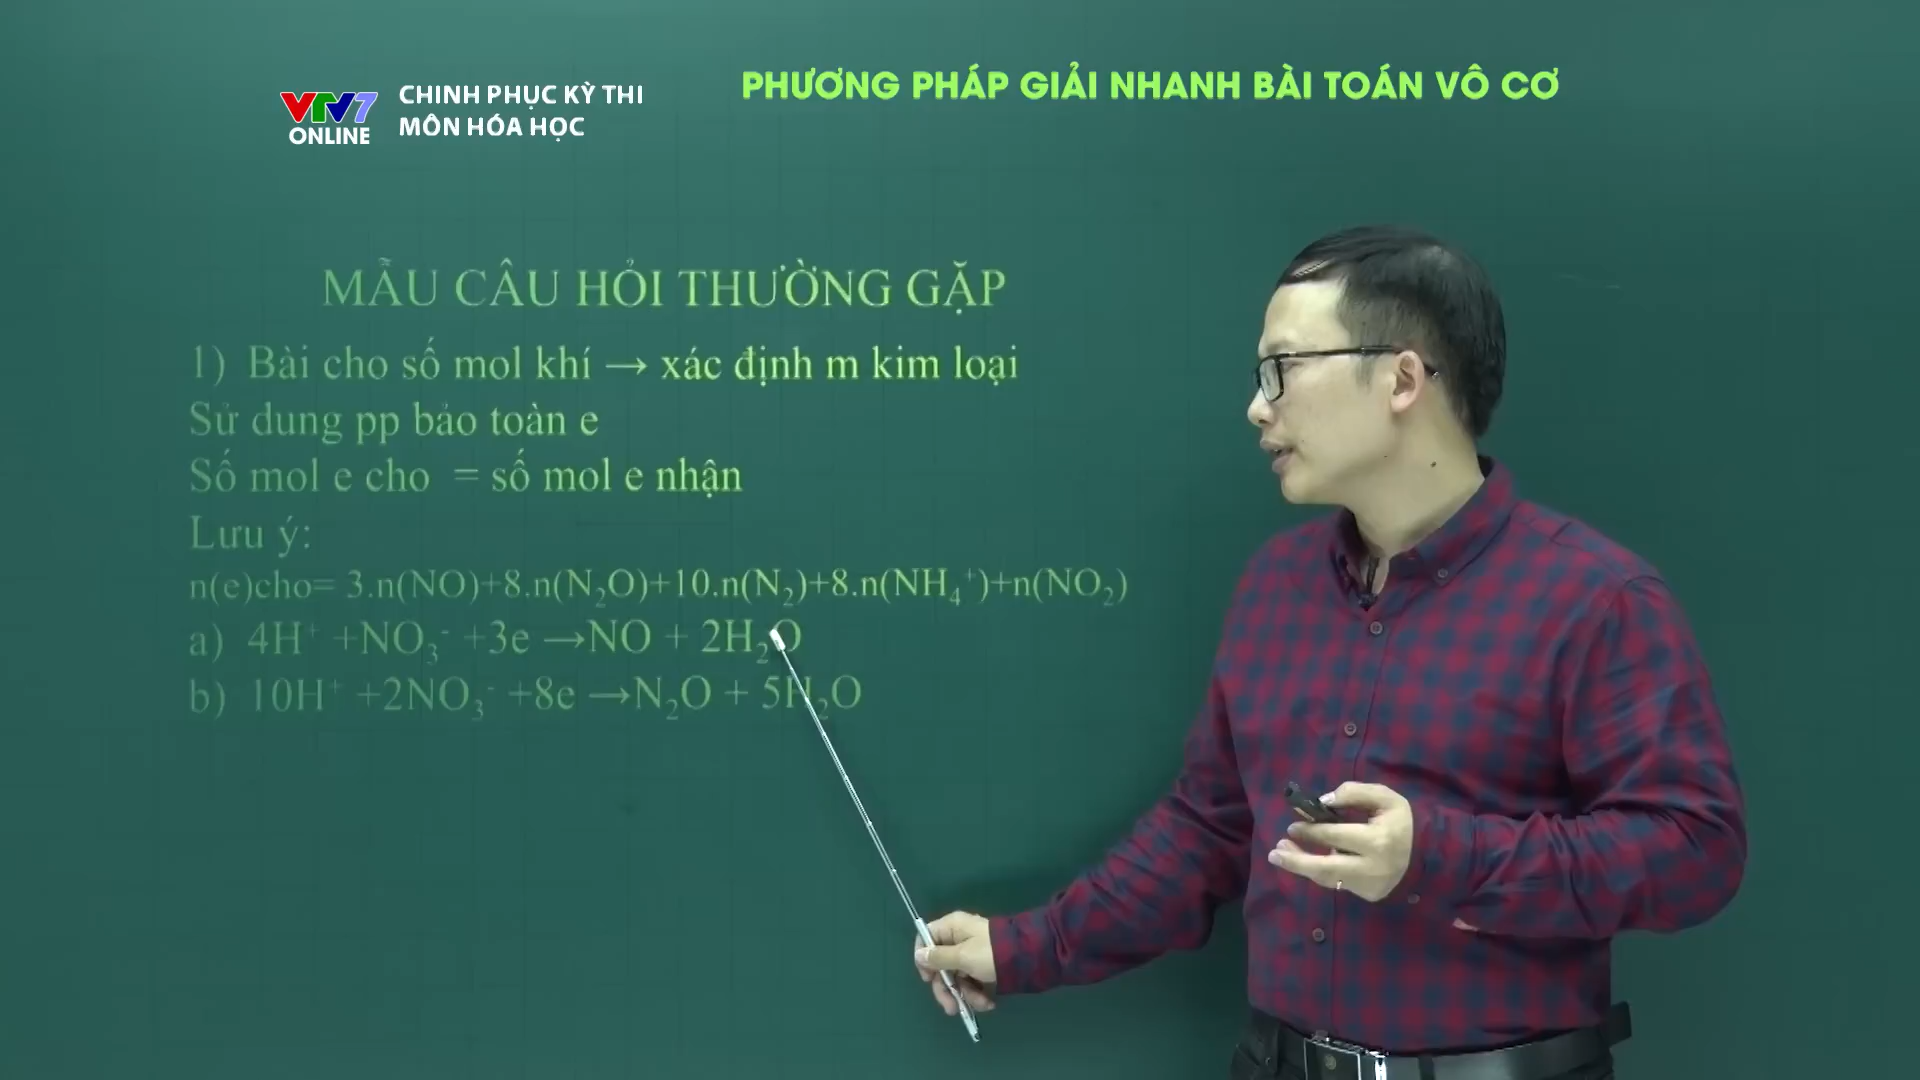 VTV7
ONLINE
CHINH PHỤC KỲ THI
MÔN HÓA HỌC
PHƯƠNG PHÁP GIẢI NHANH BÀI TOÁN VÔ CƠ
MẪU CÂU HỎI THƯỜNG GẶP
1) Bài cho số mol khí → xác định m kim loại
Sử dung pp bảo toàn e
Số mol e cho = số mol e nhận
Lưu ý:
n(e)cho= 3.n(NO)+8.n(N₂O)+10.n(N₂)+8.n(NH₄⁺)+n(NO₂)
a) 4H⁺ +NO₃⁻ +3e →NO + 2H₂O
b) 10H⁺ +2NO₃⁻ +8e →N₂O + 5H₂O